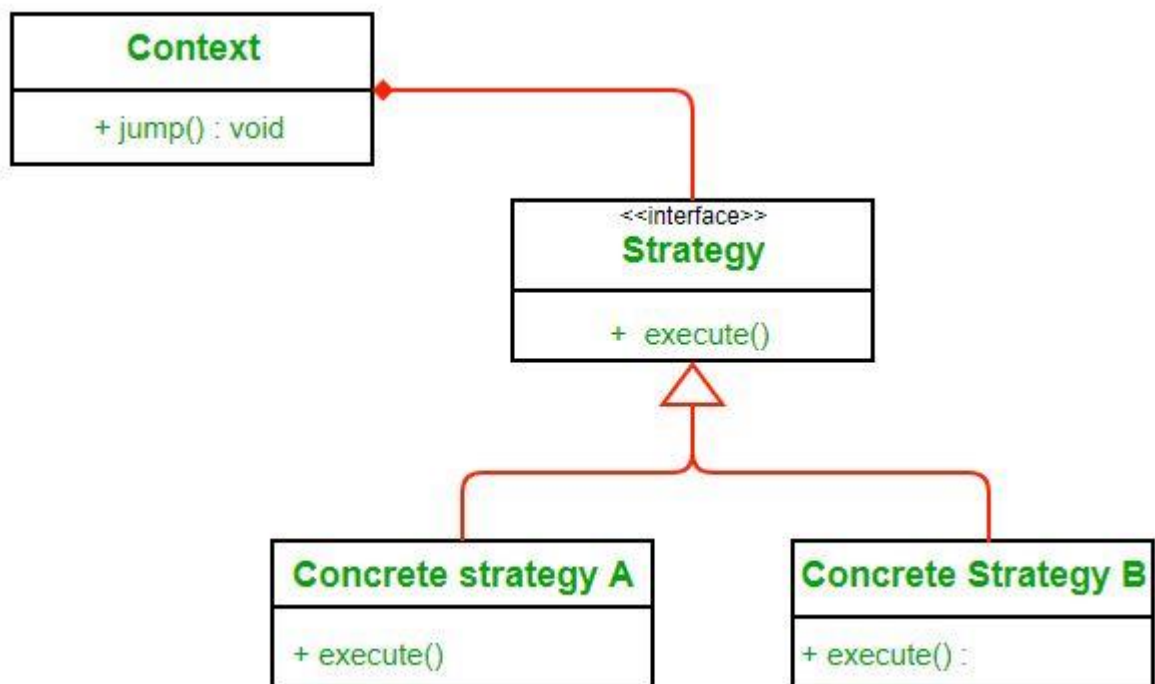 Context
+ jump() : void
<<interface>>
Strategy
+ execute()
Concrete strategy A
+ execute()
Concrete Strategy B
+ execute() :